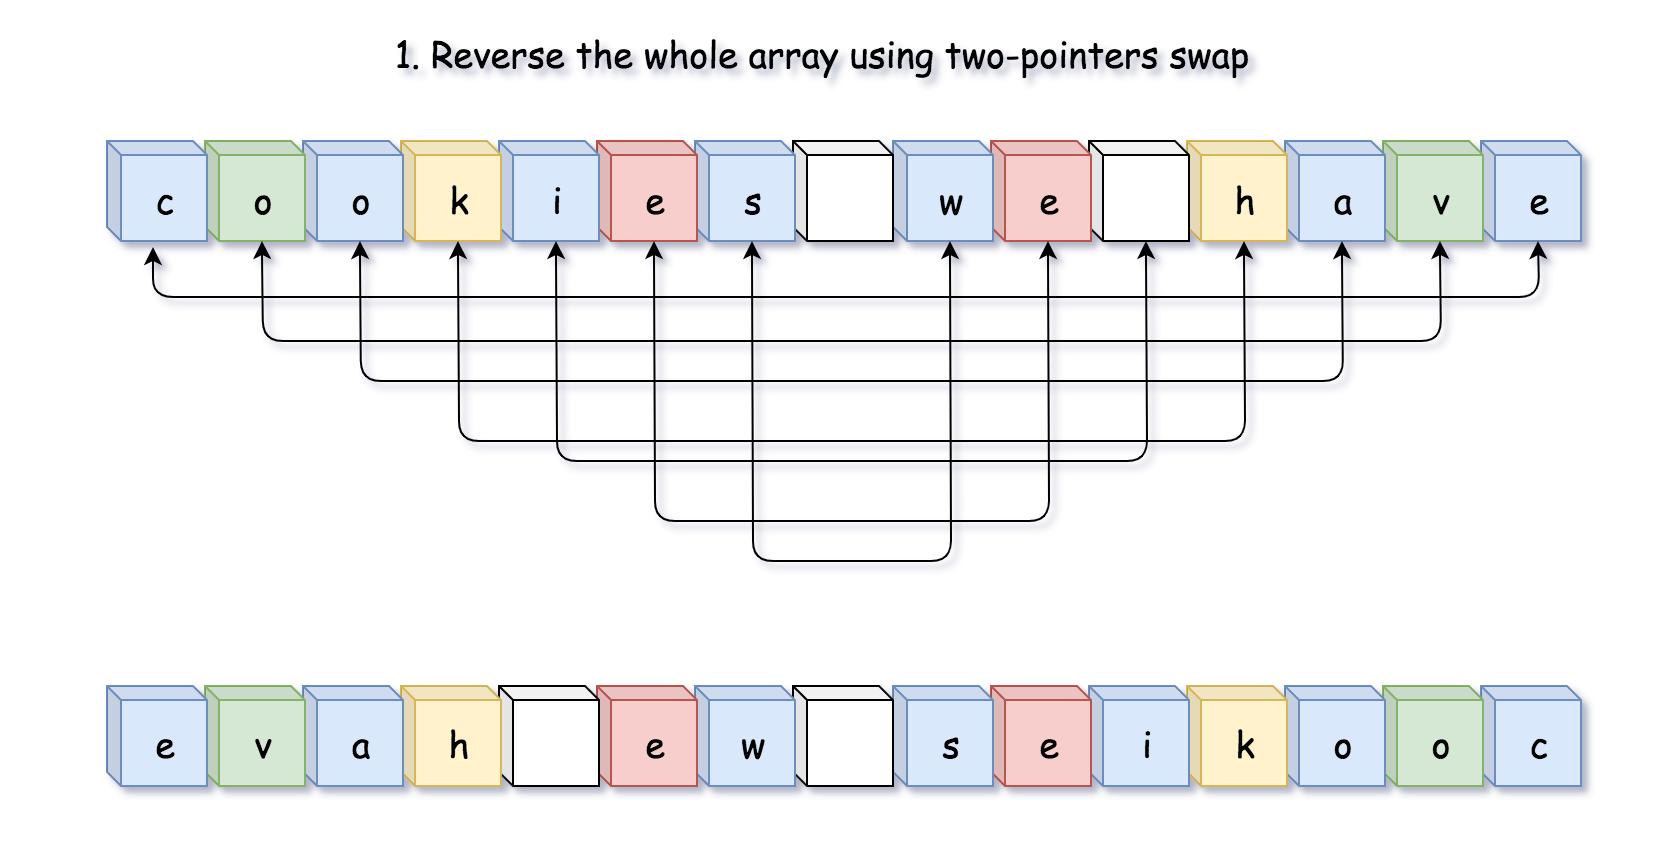 1. Reverse the whole array using two-pointers swap
c o o k i e s w e h a v e
e v a h e w s e i k o o c